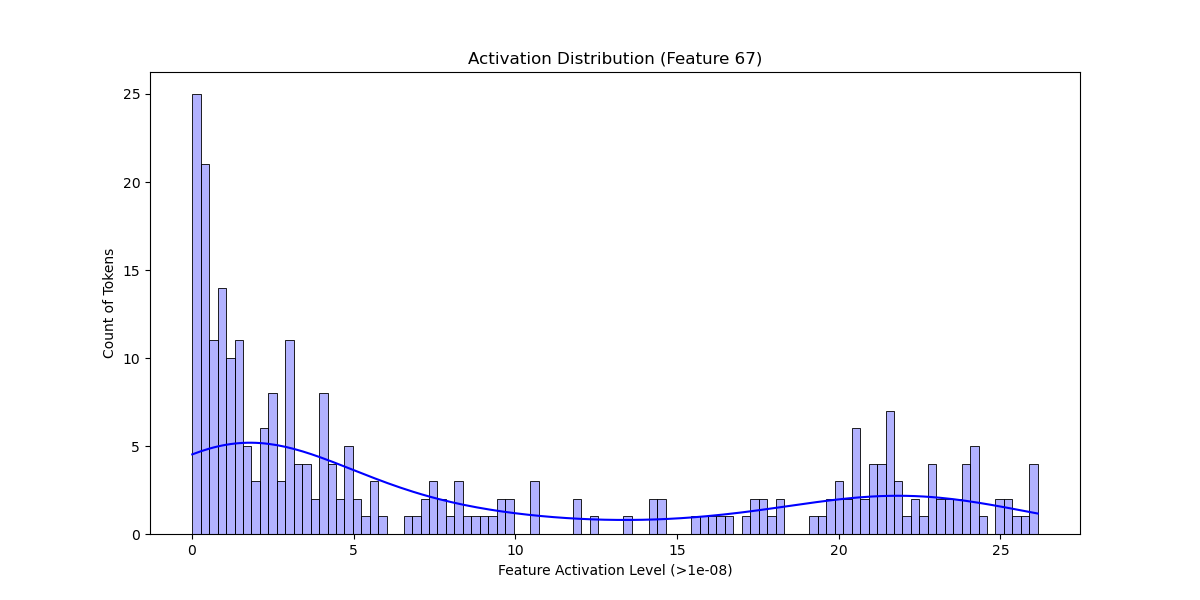 Activation Distribution (Feature 67)
25
20
15
10
5
0
Count of Tokens
0 5 10 15 20 25
Feature Activation Level (>1e-08)